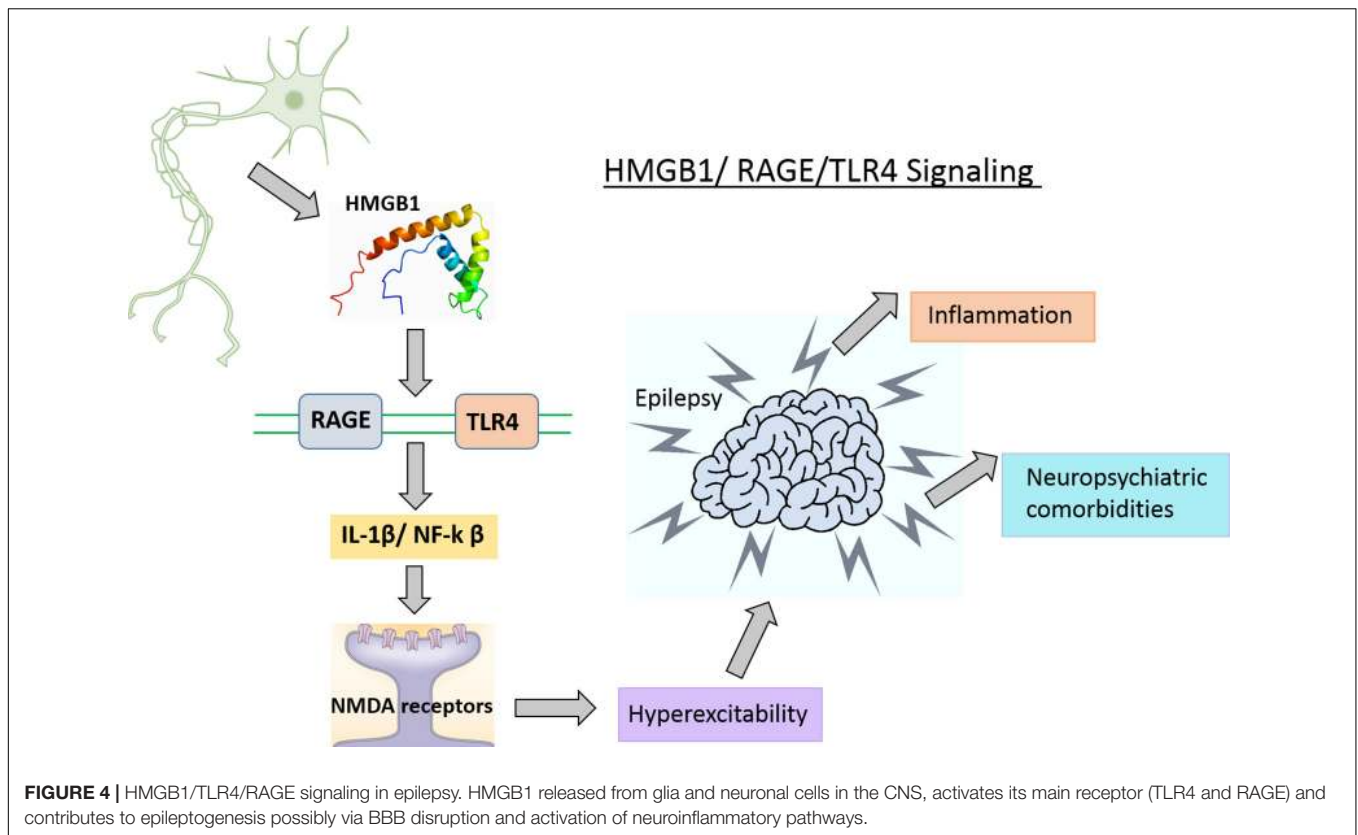 HMGB1/ RAGE/TLR4 Signaling
HMGB1
RAGE
TLR4
IL-1β/ NF-k β
NMDA receptors
Hyperexcitability
Epilepsy
Inflammation
Neuropsychiatric
comorbidities
FIGURE 4 | HMGB1/TLR4/RAGE signaling in epilepsy. HMGB1 released from glia and neuronal cells in the CNS, activates its main receptor (TLR4 and RAGE) and
contributes to epileptogenesis possibly via BBB disruption and activation of neuroinflammatory pathways.